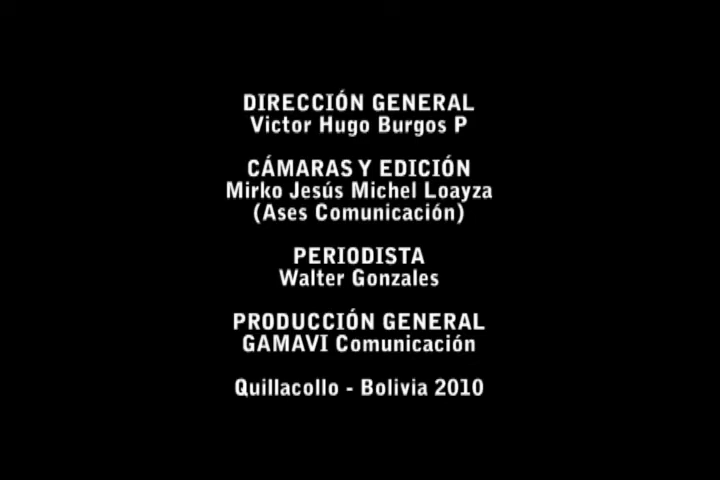 DIRECCIÓN GENERAL
Victor Hugo Burgos P
CÁMARAS Y EDICIÓN
Mirko Jesús Michel Loayza
(Ases Comunicación)
PERIODISTA
Walter Gonzales
PRODUCCIÓN GENERAL
GAMAVI Comunicación
Quillacollo - Bolivia 2010